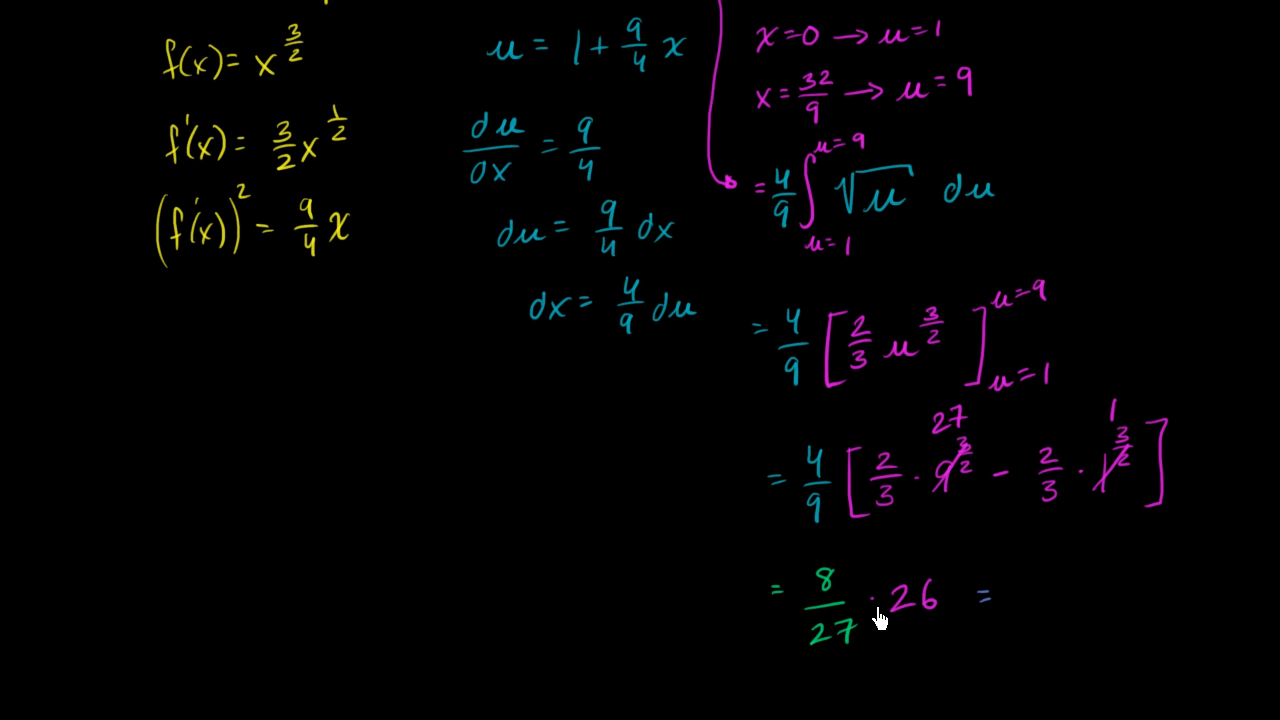 f(x) = x^(3/2)
f'(x) = 3/2 x^(1/2)
(f'(x))^2 = 9/4 x
u = 1 + 9/4 x
du/dx = 9/4
du = 9/4 dx
dx = 4/9 du
x=0 → u=1
x = 32/9 → u = 9
= 4/9 ∫_{u=1}^{u=9} √u du
= 4/9 [2/3 u^(3/2)]_{u=1}^{u=9}
27 1
= 4/9 [2/3 · 9^(3/2) - 2/3 · 1^(3/2)]
= 8/27 · 26 =